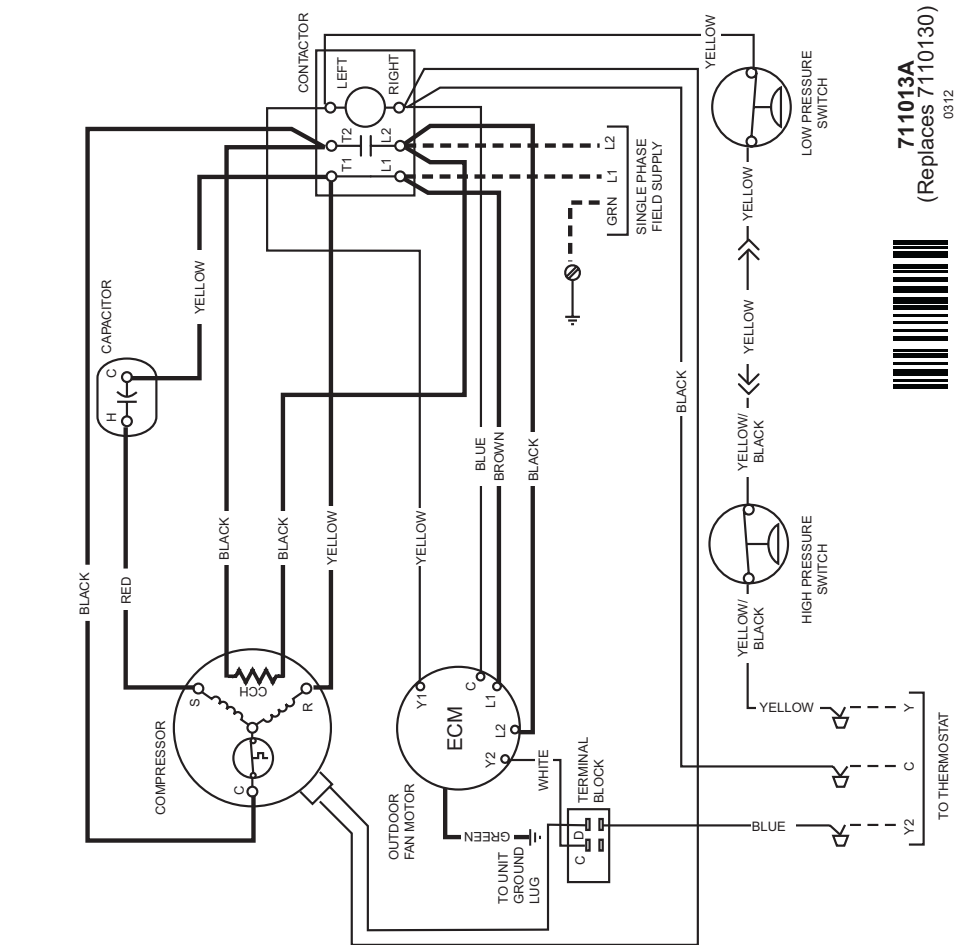 CONTACTOR
LEFT
RIGHT
T2
L2
T1
L1
YELLOW
LOW PRESSURE
SWITCH
711013A
(Replaces 7110130)
0312
CAPACITOR
C
H
YELLOW
L2
L1
GRN
SINGLE PHASE
FIELD SUPPLY
YELLOW
YELLOW
BLACK
YELLOW/
BLACK
BLUE
BROWN
BLACK
BLACK
BLACK
YELLOW
YELLOW
BLACK
RED
HIGH PRESSURE
SWITCH
YELLOW/
BLACK
COMPRESSOR
S
CCH
R
C
ECM
Y1
C
L1
L2
Y2
OUTDOOR
FAN MOTOR
WHITE
GREEN
TO UNIT
GROUND
LUG
TERMINAL
BLOCK
C
D
YELLOW
BLUE
Y
C
Y2
TO THERMOSTAT